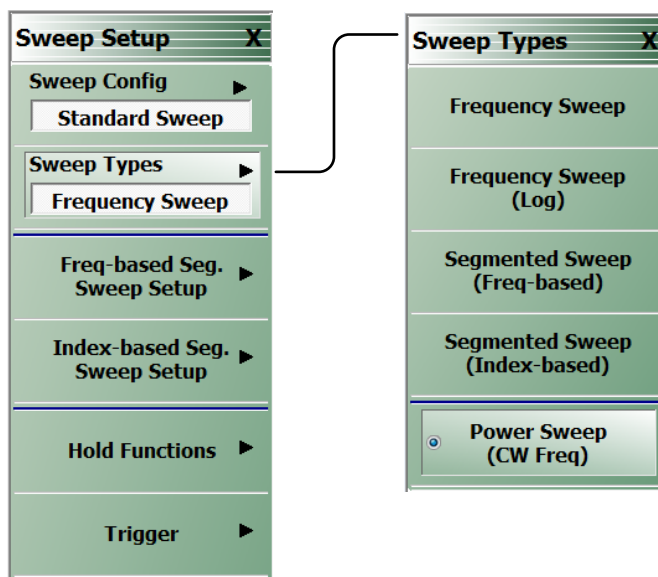 Sweep Setup X
Sweep Config
Standard Sweep
Sweep Types
Frequency Sweep
Freq-based Seg.
Sweep Setup
Index-based Seg.
Sweep Setup
Hold Functions
Trigger
Sweep Types X
Frequency Sweep
Frequency Sweep
(Log)
Segmented Sweep
(Freq-based)
Segmented Sweep
(Index-based)
Power Sweep
(CW Freq)